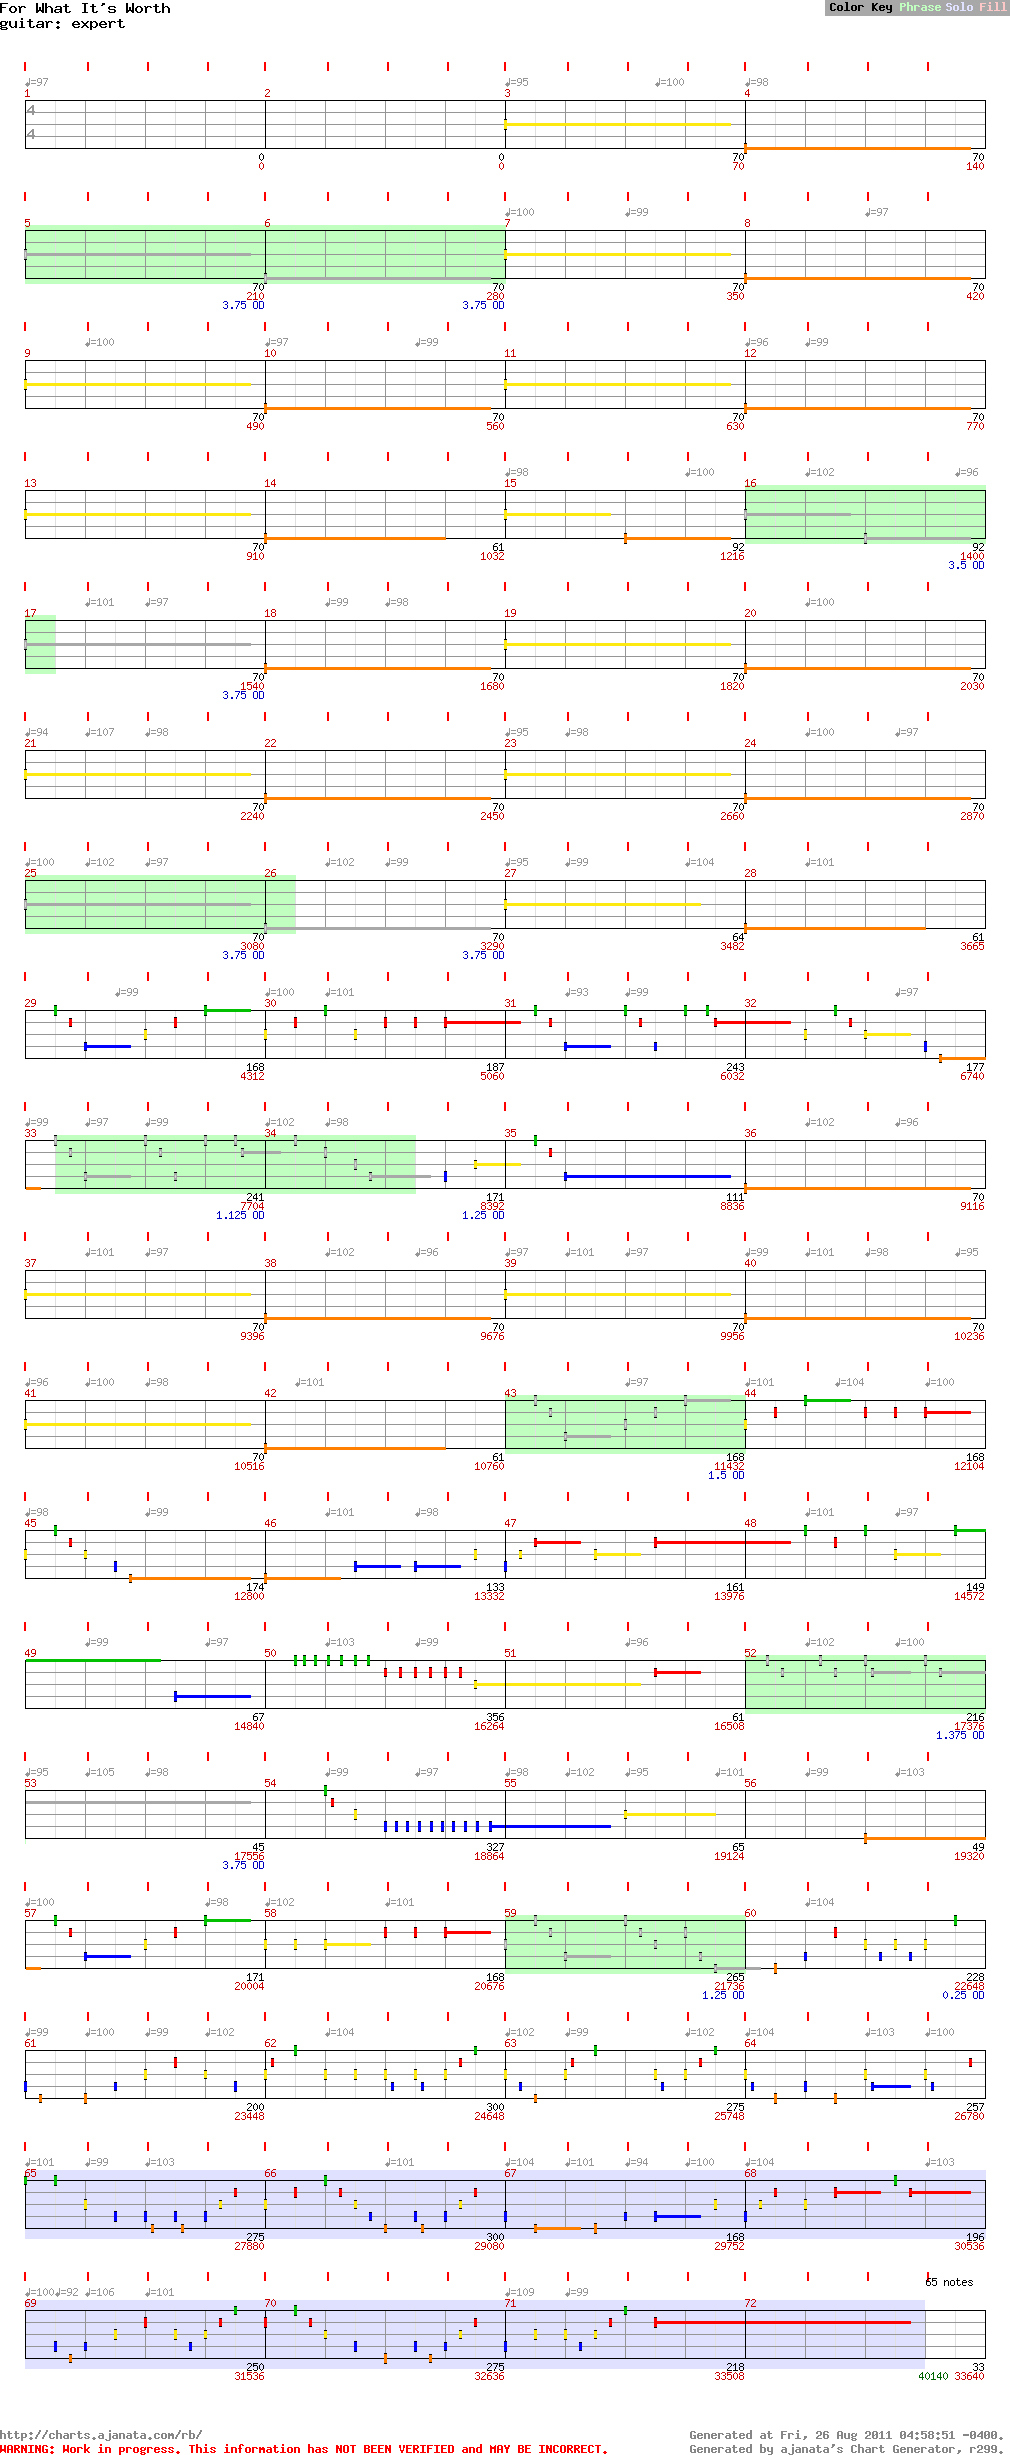 For What It's Worth
guitar: expert
Color Key Phrase Solo Fill
♩=97 ♩=95 ♩=100 ♩=98
1 2 3 4
4
4
0 0 70 70
0 0 70 140
♩=100 ♩=99 ♩=97
5 6 7 8
70 70 70 70
210 280 350 420
3.75 OD 3.75 OD
♩=100 ♩=97 ♩=99 ♩=96 ♩=99
9 10 11 12
70 70 70 70
490 560 630 770
♩=98 ♩=100 ♩=102 ♩=96
13 14 15 16
70 61 92 92
910 1032 1216 1400
3.5 OD
♩=101 ♩=97 ♩=99 ♩=98 ♩=100
17 18 19 20
70 70 70 70
1540 1680 1820 2030
3.75 OD
♩=94 ♩=107 ♩=98 ♩=95 ♩=98 ♩=100 ♩=97
21 22 23 24
70 70 70 70
2240 2450 2660 2870
♩=100 ♩=102 ♩=97 ♩=102 ♩=99 ♩=95 ♩=99 ♩=104 ♩=101
25 26 27 28
70 70 64 61
3080 3290 3482 3665
3.75 OD 3.75 OD
♩=99 ♩=100 ♩=101 ♩=93 ♩=99 ♩=97
29 30 31 32
168 187 243 177
4312 5060 6032 6740
♩=99 ♩=97 ♩=99 ♩=102 ♩=98 ♩=102 ♩=96
33 34 35 36
241 171 111 70
7704 8392 8836 9116
1.125 OD 1.25 OD
♩=101 ♩=97 ♩=102 ♩=96 ♩=97 ♩=101 ♩=97 ♩=99 ♩=101 ♩=98 ♩=95
37 38 39 40
70 70 70 70
9396 9676 9956 10236
♩=96 ♩=100 ♩=98 ♩=101 ♩=97 ♩=101 ♩=104 ♩=100
41 42 43 44
70 61 168 168
10516 10760 11432 12104
1.5 OD
♩=98 ♩=99 ♩=101 ♩=98 ♩=101 ♩=97
45 46 47 48
174 133 161 149
12800 13332 13976 14572
♩=99 ♩=97 ♩=103 ♩=99 ♩=96 ♩=102 ♩=100
49 50 51 52
67 356 61 216
14840 16264 16508 17376
1.375 OD
♩=95 ♩=105 ♩=98 ♩=99 ♩=97 ♩=98 ♩=102 ♩=95 ♩=101 ♩=99 ♩=103
53 54 55 56
45 327 65 49
17556 18864 19124 19320
3.75 OD
♩=100 ♩=98 ♩=102 ♩=101 ♩=104
57 58 59 60
171 168 265 228
20004 20676 21736 22648
1.25 OD 0.25 OD
♩=99 ♩=100 ♩=99 ♩=102 ♩=104 ♩=102 ♩=99 ♩=102 ♩=104 ♩=103 ♩=100
61 62 63 64
200 300 275 257
23448 24648 25748 26780
♩=101 ♩=99 ♩=103 ♩=101 ♩=104 ♩=101 ♩=94 ♩=100 ♩=104 ♩=103
65 66 67 68
275 300 168 196
27880 29080 29752 30536
65 notes
♩=100 ♩=92 ♩=106 ♩=101 ♩=109 ♩=99
69 70 71 72
250 275 218 33
31536 32636 33508 40140 33640
http://charts.ajanata.com/rb/
Generated at Fri, 26 Aug 2011 04:58:51 -0400.
WARNING: Work in progress. This information has NOT BEEN VERIFIED and MAY BE INCORRECT.
Generated by ajanata's Chart Generator, r299.